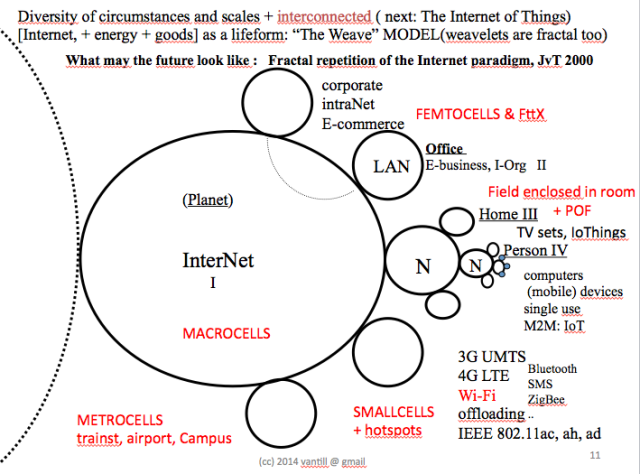 Diversity of circumstances and scales + interconnected ( next: The Internet of Things)
[Internet, + energy + goods] as a lifeform: “The Weave” MODEL(weavelets are fractal too)
What may the future look like : Fractal repetition of the Internet paradigm, JvT 2000
corporate
intraNet
E-commerce
FEMTOCELLS & FttX
LAN
Office
E-business, I-Org II
(Planet)
Field enclosed in room
+ POF
Home III
TV sets, IoThings
Person IV
InterNet
I
N
N
computers
(mobile) devices
single use
M2M: IoT
MACROCELLS
3G UMTS
4G LTE
Wi-Fi
offloading ..
IEEE 802.11ac, ah, ad
Bluetooth
SMS
ZigBee
SMALLCELLS
+ hotspots
METROCELLS
trainst, airport, Campus
(cc) 2014 vantill @ gmail
11